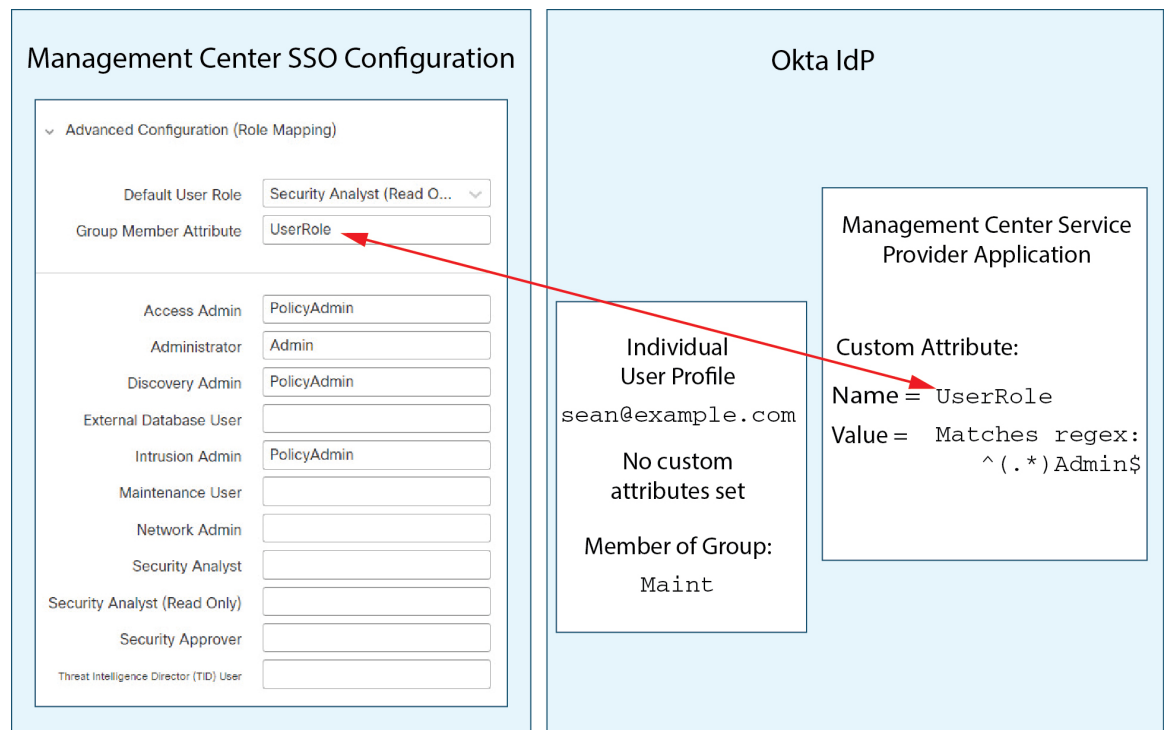 Management Center SSO Configuration
Advanced Configuration (Role Mapping)
Default User Role Security Analyst (Read O...
Group Member Attribute UserRole
Access Admin PolicyAdmin
Administrator Admin
Discovery Admin PolicyAdmin
External Database User
Intrusion Admin PolicyAdmin
Maintenance User
Network Admin
Security Analyst
Security Analyst (Read Only)
Security Approver
Threat Intelligence Director (TID) User
Okta IdP
Individual
User Profile
sean@example.com
No custom
attributes set
Member of Group:
Maint
Management Center Service
Provider Application
Custom Attribute:
Name = UserRole
Value = Matches regex:
^(.*)Admin$